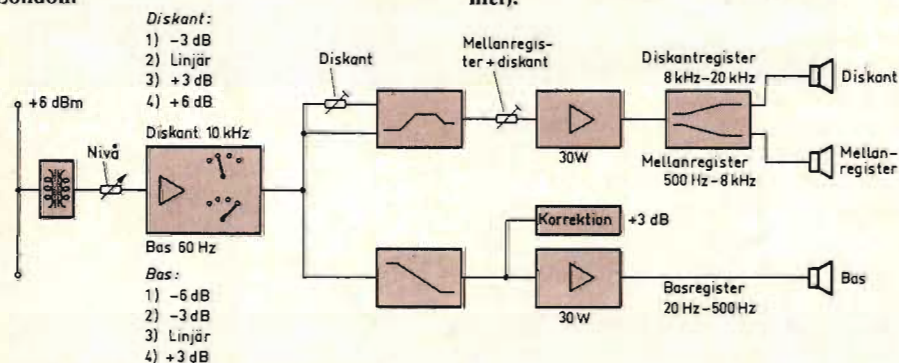 London.
Diskant:
1) -3 dB
2) Linjär
3) +3 dB
4) +6 dB
+6 dBm
Nivå
Diskant 10 kHz
Bas 60 Hz
Bas:
1) -6 dB
2) -3 dB
3) Linjär
4) +3 dB
Diskant
Mellanregis-
ter + diskant
30W
Diskantregister
8 kHz-20 kHz
Mellanregister
500 Hz-8 kHz
Diskant
Mellan-
register
Korrektion
+3 dB
30W
Basregister
20 Hz-500 Hz
Bas